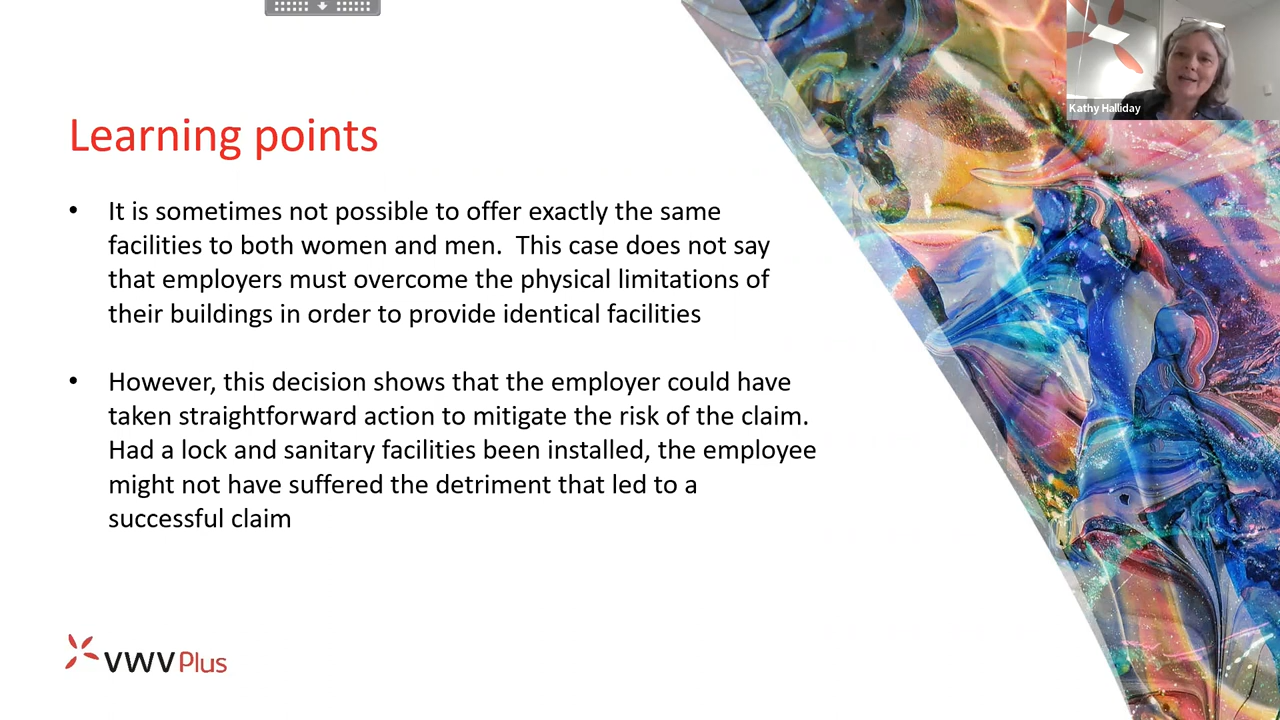 Kathy Halliday
Learning points
• It is sometimes not possible to offer exactly the same
facilities to both women and men.  This case does not say
that employers must overcome the physical limitations of
their buildings in order to provide identical facilities
• However, this decision shows that the employer could have
taken straightforward action to mitigate the risk of the claim.
Had a lock and sanitary facilities been installed, the employee
might not have suffered the detriment that led to a
successful claim
VWV Plus